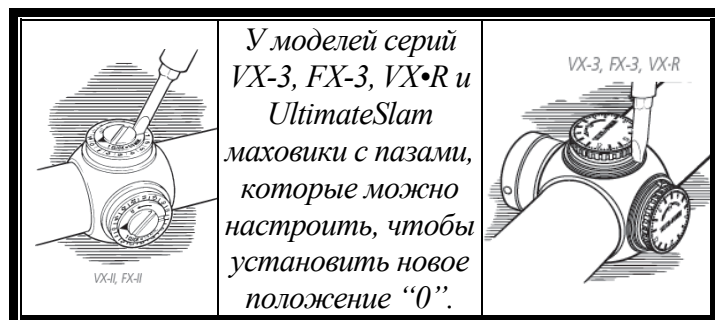 У моделей серий
VX-3, FX-3, VX•R и
UltimateSlam
маховики с пазами,
которые можно
настроить, чтобы
установить новое
положение “0”.
VX-II, FX-II
VX-3, FX-3, VX·R